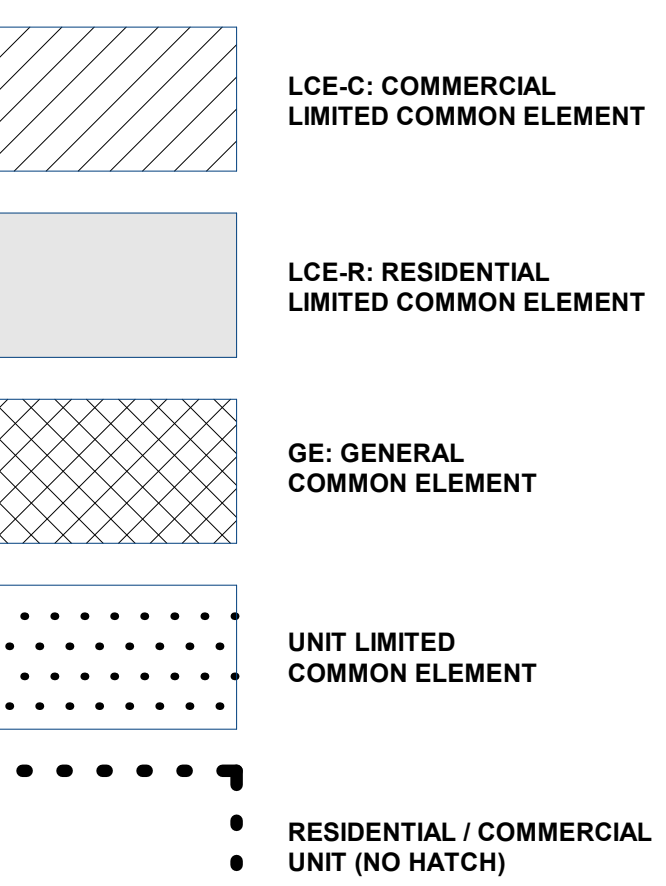 LCE-C: COMMERCIAL
LIMITED COMMON ELEMENT
LCE-R: RESIDENTIAL
LIMITED COMMON ELEMENT
GE: GENERAL
COMMON ELEMENT
UNIT LIMITED
COMMON ELEMENT
RESIDENTIAL / COMMERCIAL
UNIT (NO HATCH)